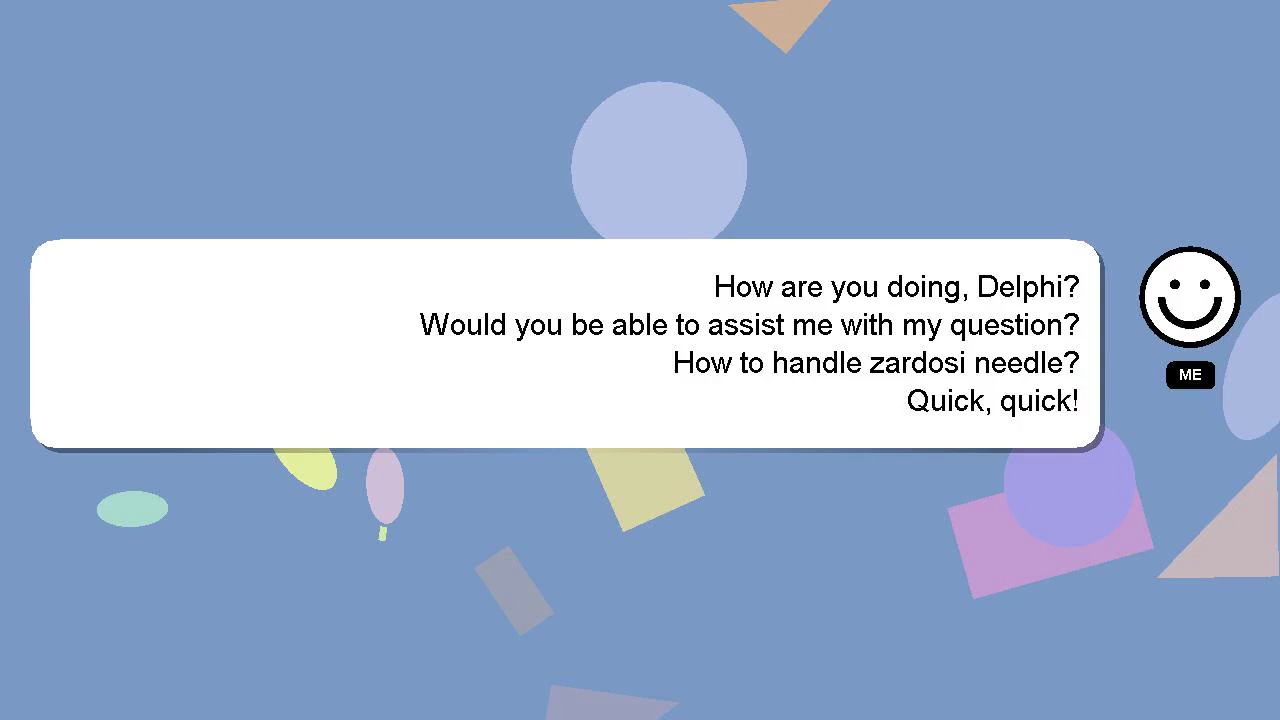 How are you doing, Delphi?
Would you be able to assist me with my question?
How to handle zardosi needle?
Quick, quick!
ME